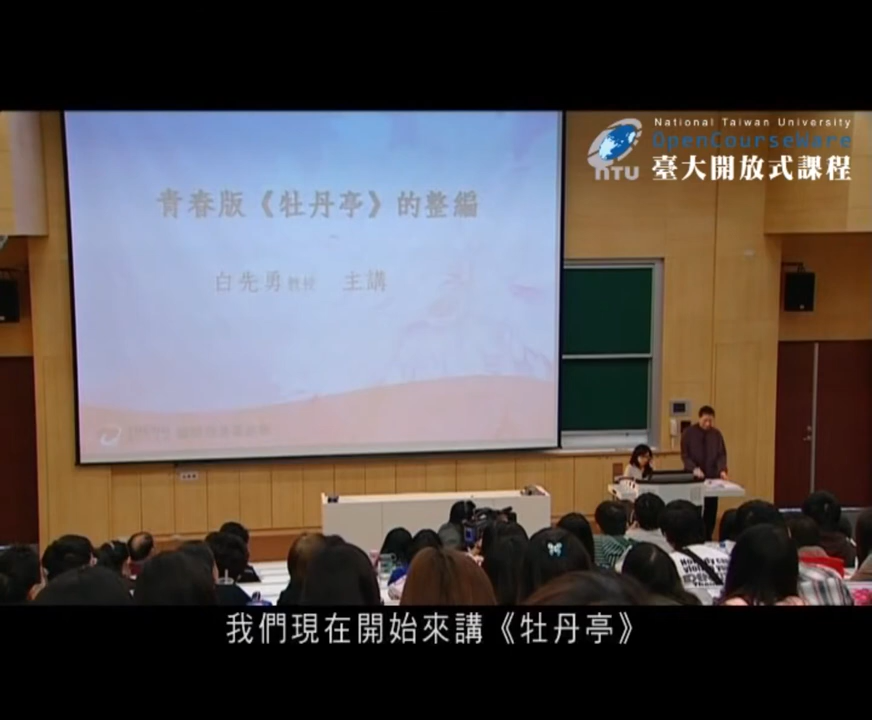 National Taiwan University
OpenCourseWare
NTU
臺大開放式課程
青春版《牡丹亭》的整編
白先勇教授 主講
我們現在開始來講《牡丹亭》